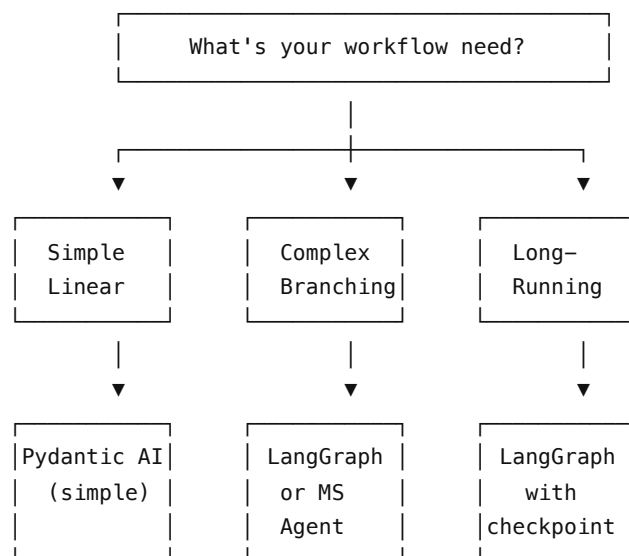 What's your workflow need?
Simple
Linear
Complex
Branching
Long-
Running
Pydantic AI
(simple)
LangGraph
or MS
Agent
LangGraph
with
checkpoint